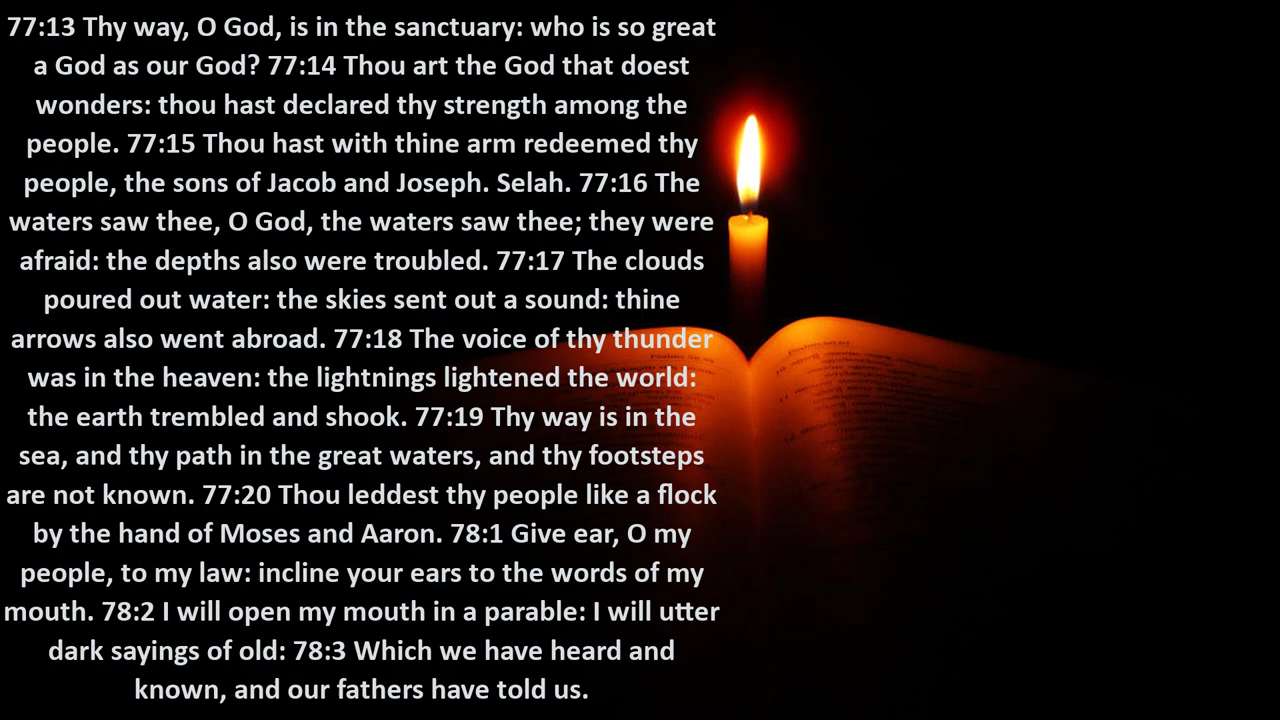 77:13 Thy way, O God, is in the sanctuary: who is so great
a God as our God? 77:14 Thou art the God that doest
wonders: thou hast declared thy strength among the
people. 77:15 Thou hast with thine arm redeemed thy
people, the sons of Jacob and Joseph. Selah. 77:16 The
waters saw thee, O God, the waters saw thee; they were
afraid: the depths also were troubled. 77:17 The clouds
poured out water: the skies sent out a sound: thine
arrows also went abroad. 77:18 The voice of thy thunder
was in the heaven: the lightnings lightened the world:
the earth trembled and shook. 77:19 Thy way is in the
sea, and thy path in the great waters, and thy footsteps
are not known. 77:20 Thou leddest thy people like a flock
by the hand of Moses and Aaron. 78:1 Give ear, O my
people, to my law: incline your ears to the words of my
mouth. 78:2 I will open my mouth in a parable: I will utter
dark sayings of old: 78:3 Which we have heard and
known, and our fathers have told us.